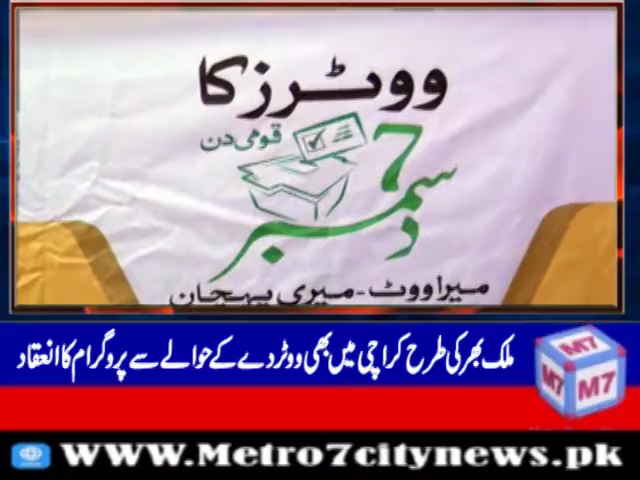 ووٹرز کا
قومی دن
7
دسمبر
میرا ووٹ - میری پہچان
ملک بھر کی طرح کراچی میں بھی ووٹر ڈے کے حوالے سے پروگرام کا انعقاد
M7
M7
WWW.Metro7citynews.pk